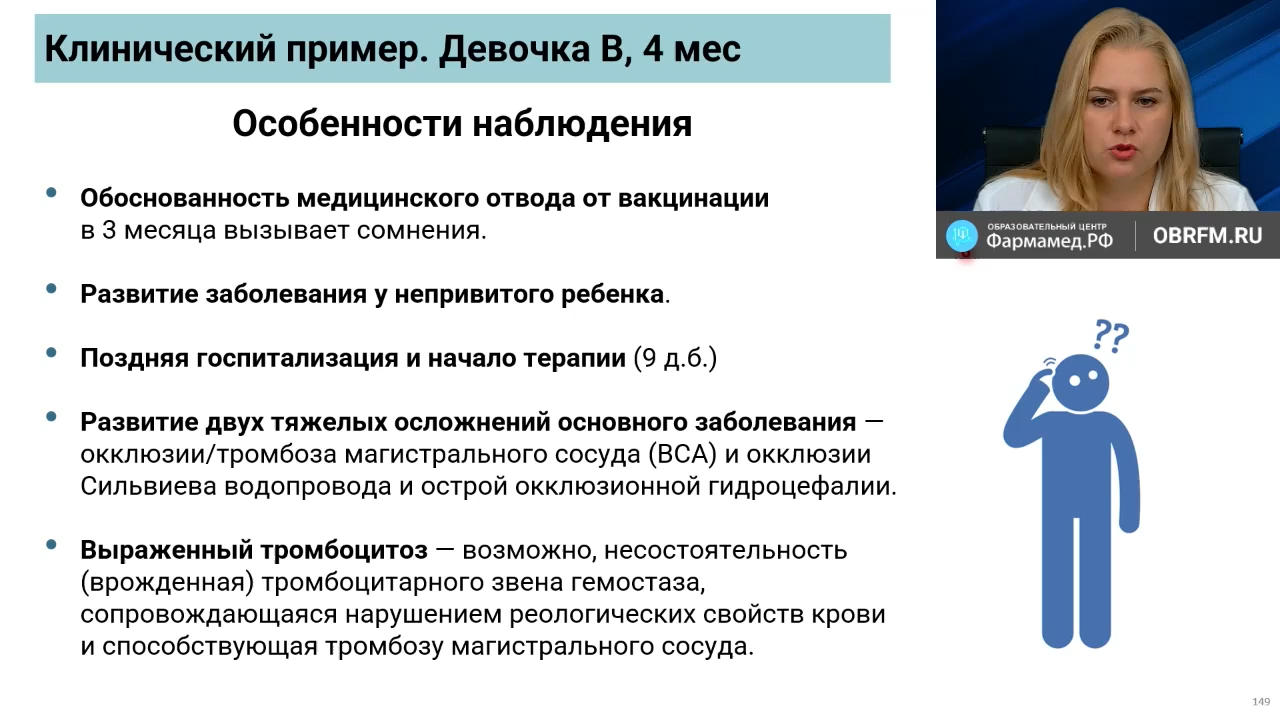 Клинический пример. Девочка В, 4 мес
Особенности наблюдения
• Обоснованность медицинского отвода от вакцинации
в 3 месяца вызывает сомнения.
• Развитие заболевания у непривитого ребенка.
• Поздняя госпитализация и начало терапии (9 д.б.)
• Развитие двух тяжелых осложнений основного заболевания —
окклюзии/тромбоза магистрального сосуда (ВСА) и окклюзии
Сильвиева водопровода и острой окклюзионной гидроцефалии.
• Выраженный тромбоцитоз — возможно, несостоятельность
(врожденная) тромбоцитарного звена гемостаза,
сопровождающаяся нарушением реологических свойств крови
и способствующая тромбозу магистрального сосуда.
ОБРАЗОВАТЕЛЬНЫЙ ЦЕНТР
Фармамед.РФ
OBRFM.RU
??
149